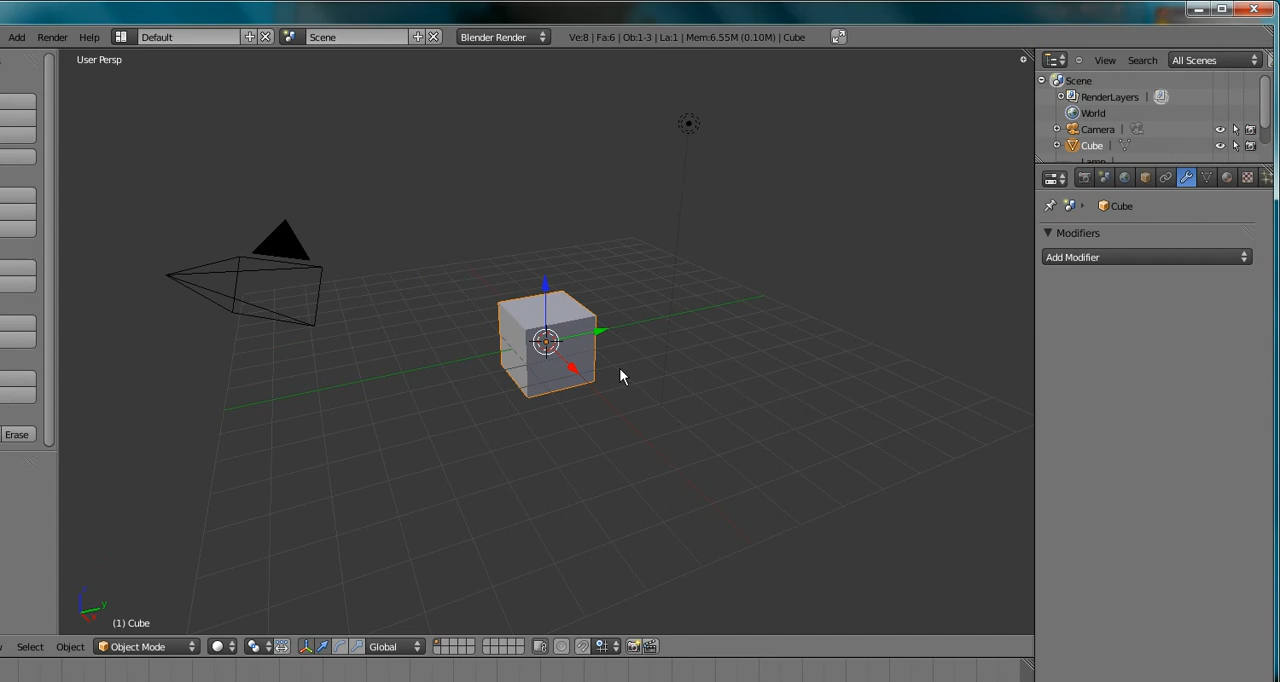 Add Render Help Default Scene Blender Render Ve:8 | Fa:6 | Ob:1-3 | La:1 | Mem:6.55M (0.10M) | Cube
User Persp
View Search All Scenes
Scene
RenderLayers |
World
Camera |
Cube |
Lamp
Cube
Modifiers
Add Modifier
Erase
z
y
x
(1) Cube
Select Object Object Mode Global